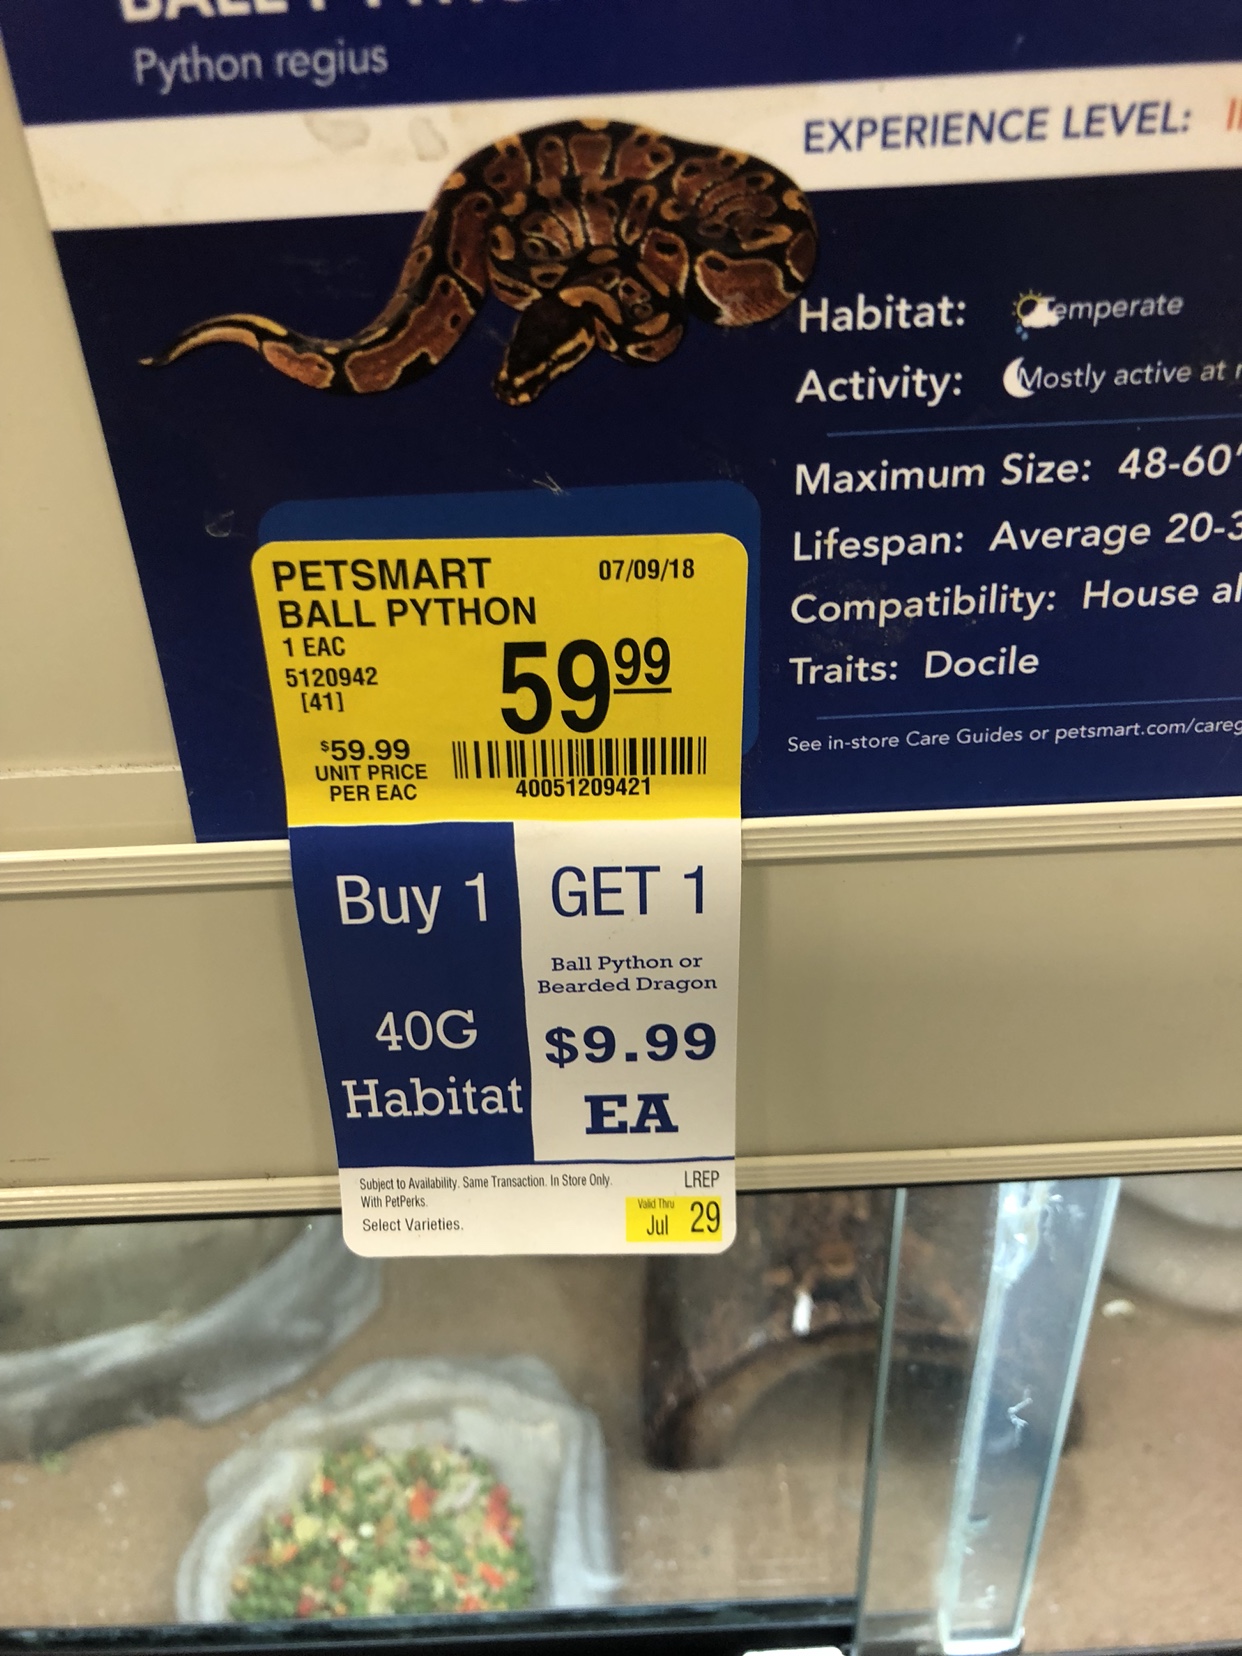 Python regius
EXPERIENCE LEVEL:
Habitat: Temperate
Activity: Mostly active at
Maximum Size: 48-60"
Lifespan: Average 20-3
Compatibility: House al
Traits: Docile
See in-store Care Guides or petsmart.com/careg
PETSMART 07/09/18
BALL PYTHON
1 EAC
5120942
[41]
59.99
$59.99
UNIT PRICE
PER EAC
40051209421
Buy 1
40G
Habitat
GET 1
Ball Python or
Bearded Dragon
$9.99
EA
Subject to Availability. Same Transaction. In Store Only.
With PetPerks.
Select Varieties.
LREP
Valid Thru
Jul 29